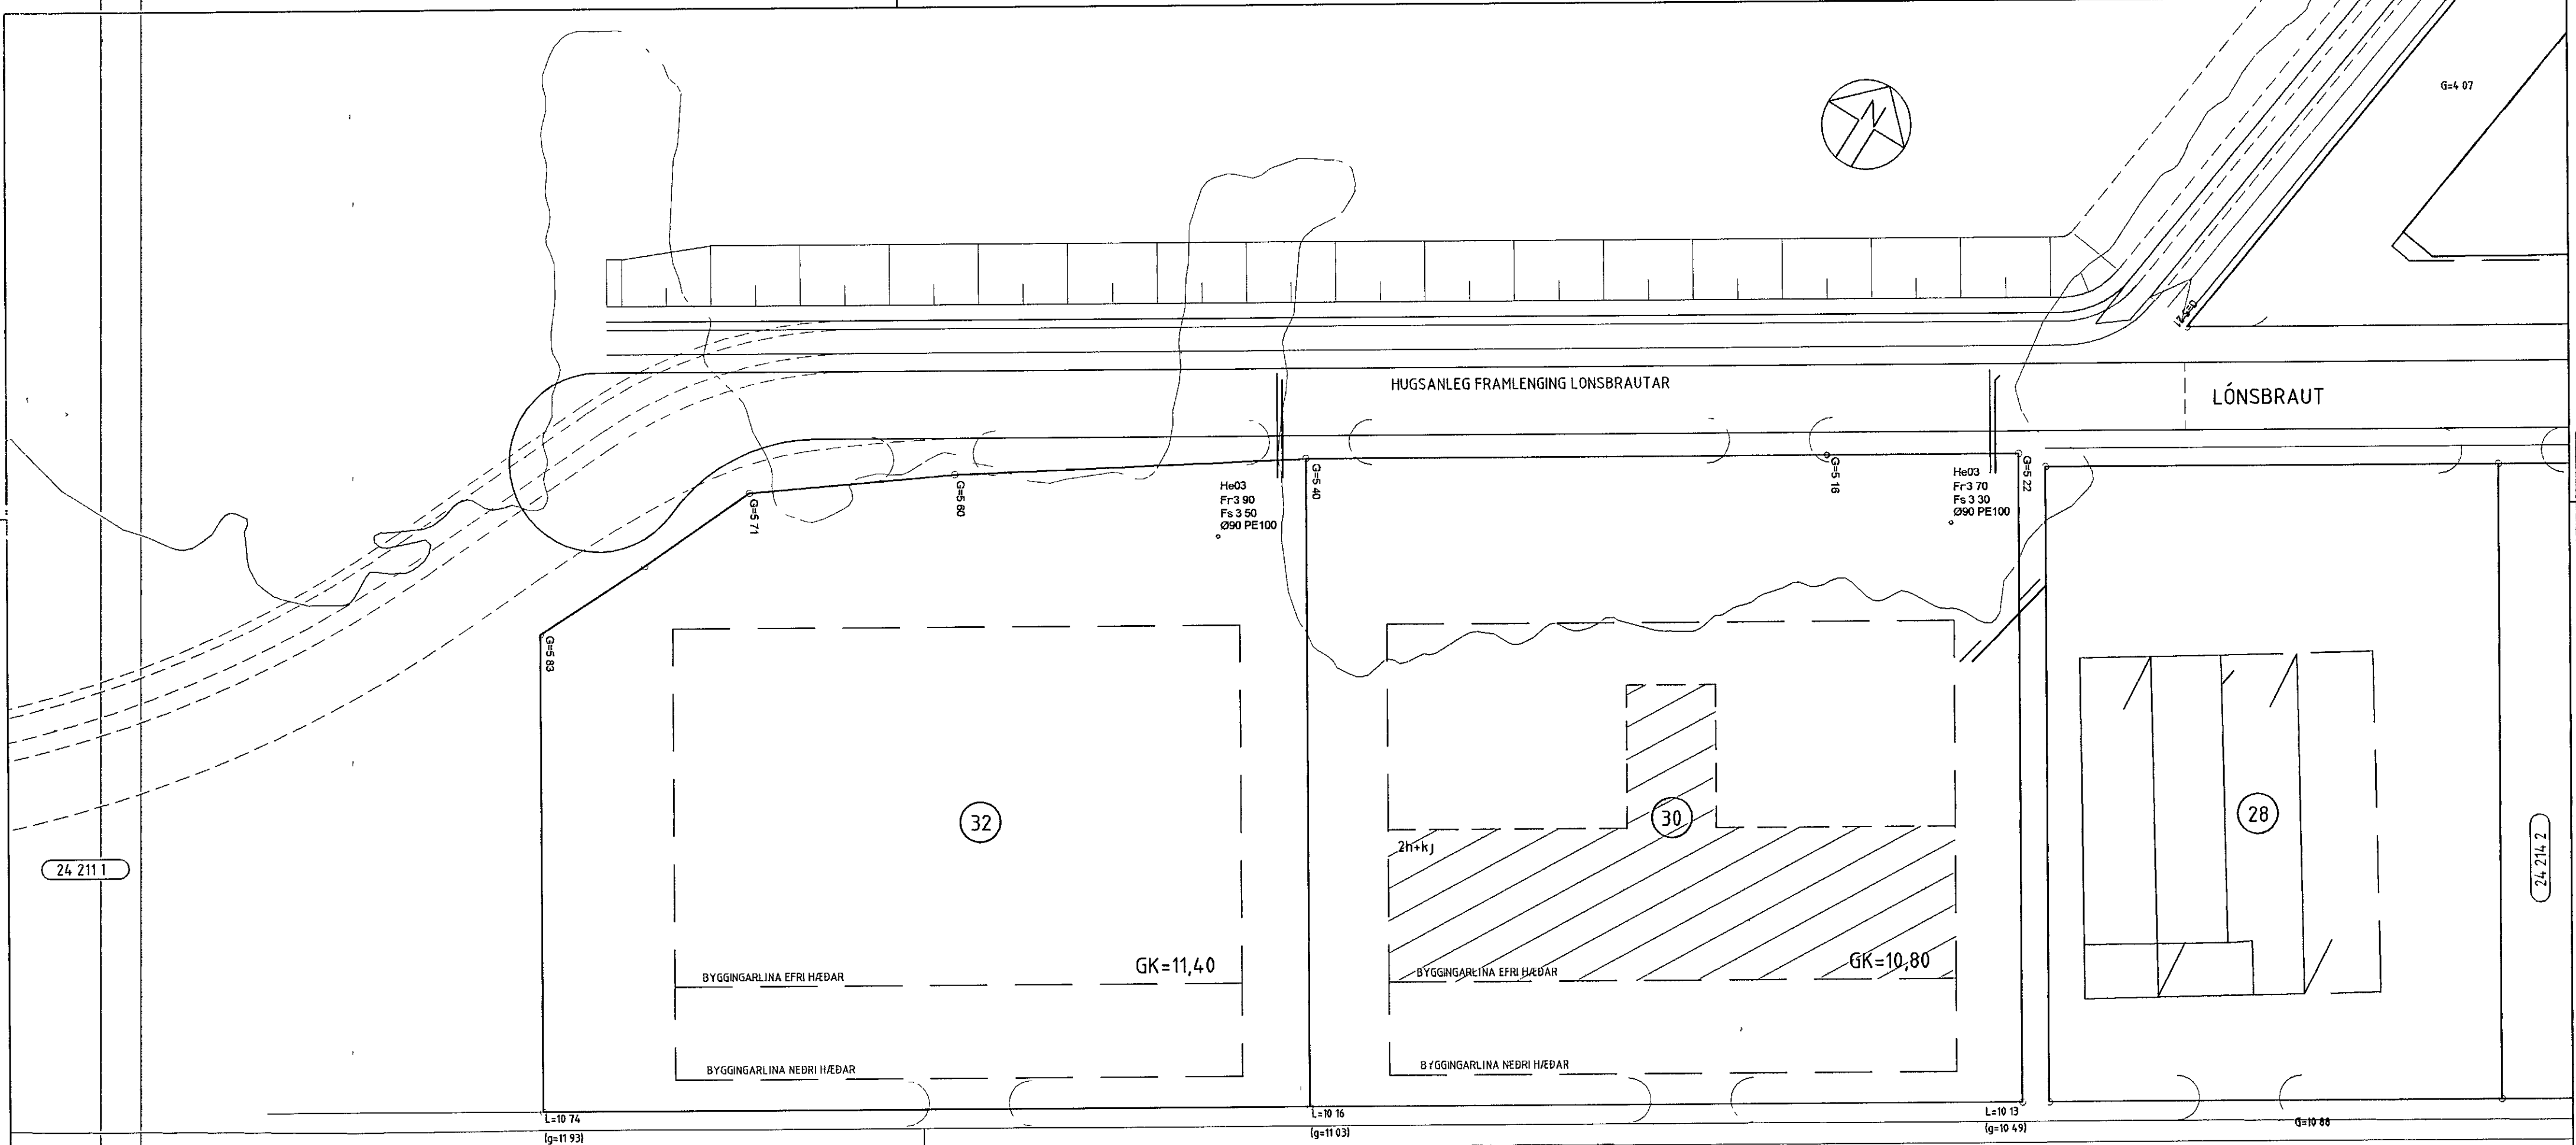 G=4 07
N
G=5 21
HUGSANLEG FRAMLENGING LONSBRAUTAR
LÓNSBRAUT
G=5 71
G=5 60
He03
Fr3 90
Fs 3 50
Ø90 PE100
G=5 40
G=5 16
He03
Fr3 70
Fs 3 30
Ø90 PE100
G=5 22
G=5 83
32
30
28
2h+kj
24 211 1
24 214 2
BYGGINGARLINA EFRI HÆÐAR
GK=11,40
BYGGINGARLINA EFRI HÆÐAR
GK=10,80
BYGGINGARLINA NEÐRI HÆÐAR
BYGGINGARLINA NEÐRI HÆÐAR
L=10 74
(g=11 93)
L=10 16
(g=11 03)
L=10 13
(g=10 49)
G=10 88